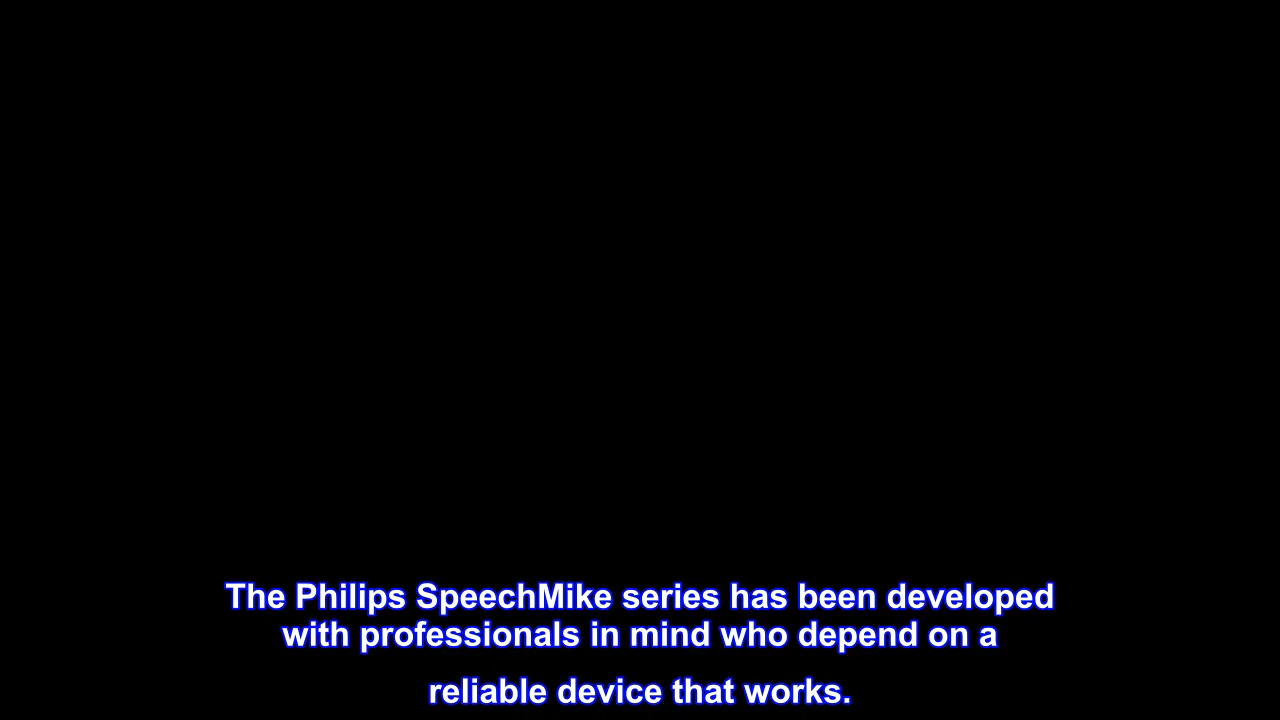 The Philips SpeechMike series has been developed
with professionals in mind who depend on a
reliable device that works.